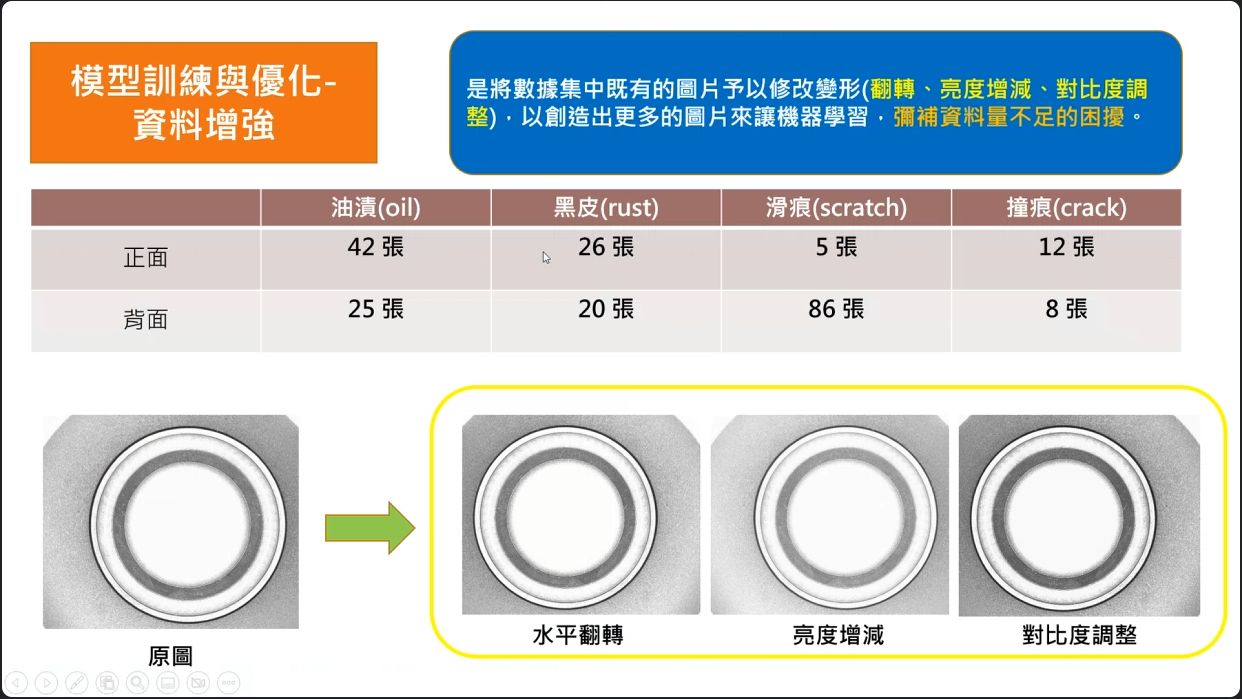 模型訓練與優化-
資料增強
是將數據集中既有的圖片予以修改變形(翻轉、亮度增減、對比度調
整)，以創造出更多的圖片來讓機器學習，彌補資料量不足的困擾。
油漬(oil) 黑皮(rust) 滑痕(scratch) 撞痕(crack)
正面 42 張 26 張 5 張 12 張
背面 25 張 20 張 86 張 8 張
原圖
水平翻轉 亮度增減 對比度調整